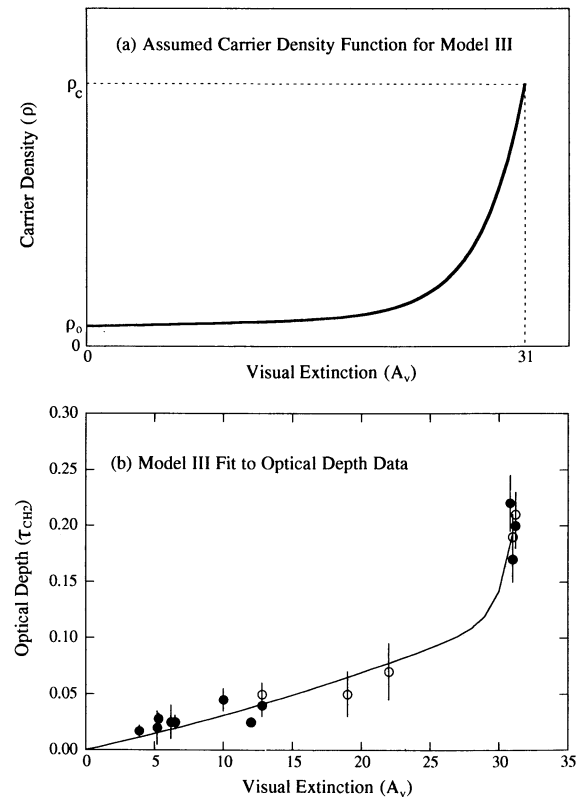 (a) Assumed Carrier Density Function for Model III
ρc
Carrier Density (ρ)
ρo
0
0
31
Visual Extinction (Av)
0.30
(b) Model III Fit to Optical Depth Data
0.25
0.20
Optical Depth (τCH2)
0.15
0.10
0.05
0.00
0 5 10 15 20 25 30 35
Visual Extinction (Av)